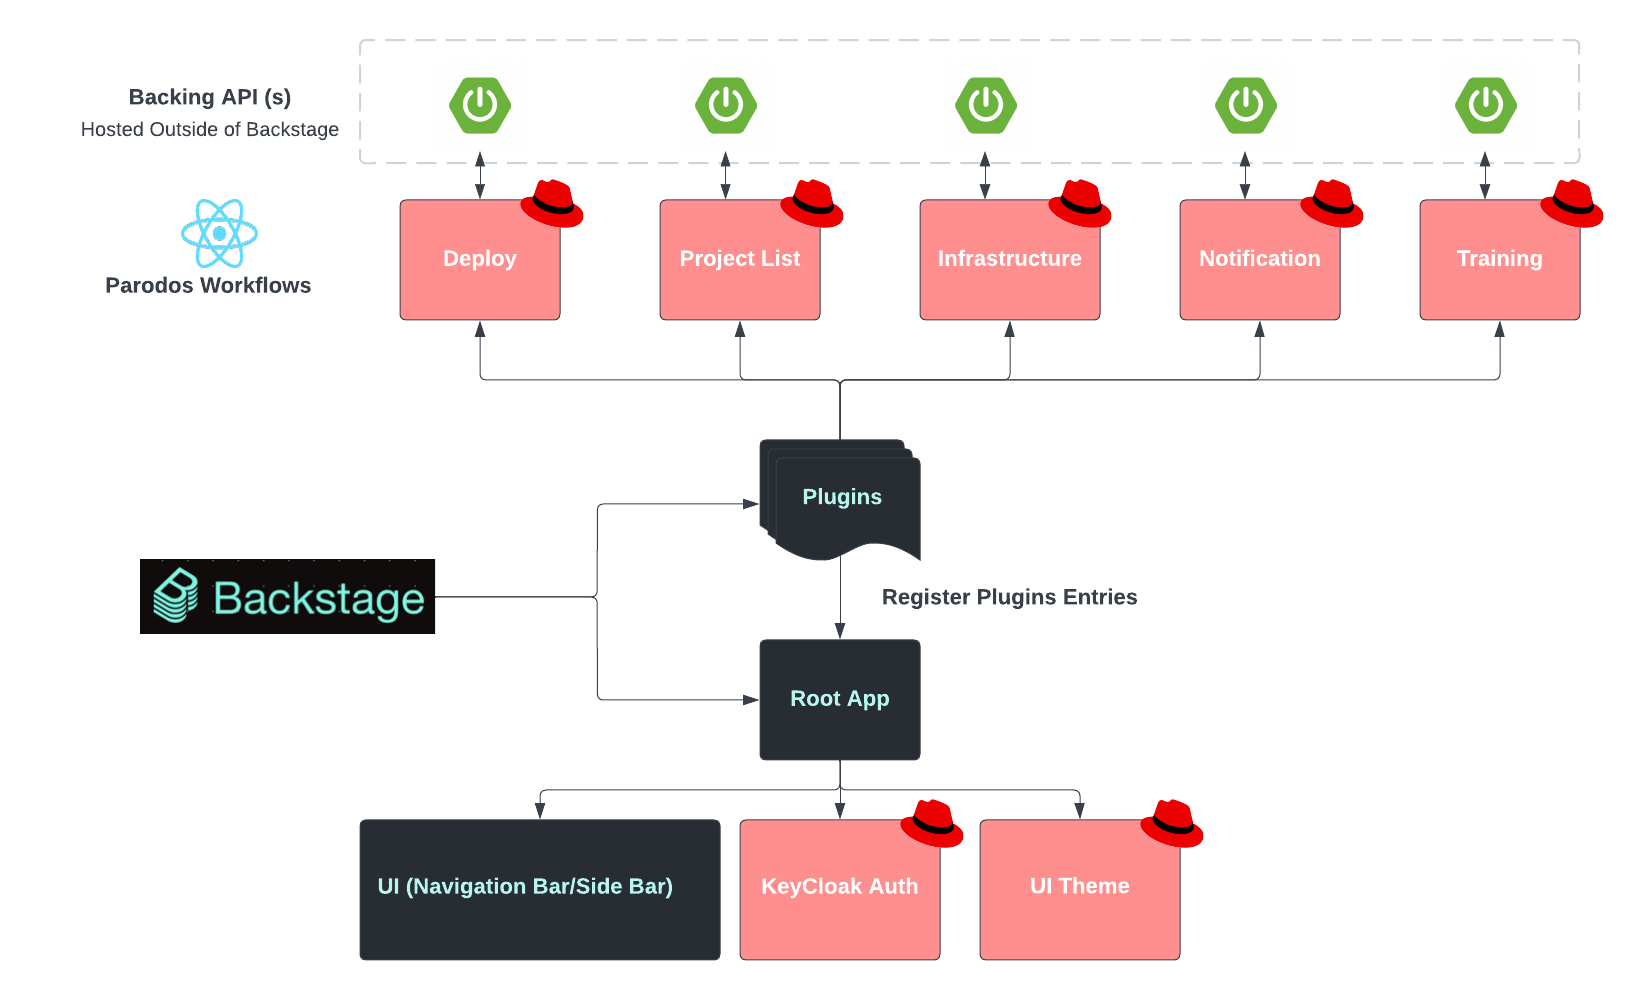 Backing API (s)
Hosted Outside of Backstage
Parodos Workflows
Deploy
Project List
Infrastructure
Notification
Training
Plugins
Backstage
Register Plugins Entries
Root App
UI (Navigation Bar/Side Bar)
KeyCloak Auth
UI Theme